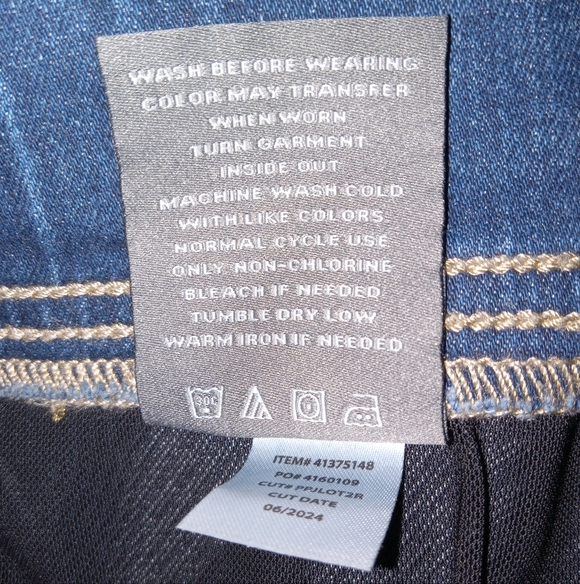 WASH BEFORE WEARING
COLOR MAY TRANSFER
WHEN WORN
TURN GARMENT
INSIDE OUT
MACHINE WASH COLD
WITH LIKE COLORS
NORMAL CYCLE USE
ONLY NON-CHLORINE
BLEACH IF NEEDED
TUMBLE DRY LOW
WARM IRON IF NEEDED
30C
ITEM# 41375148
PO# 4160109
CUT# PPJLOT2R
CUT DATE
06/2024